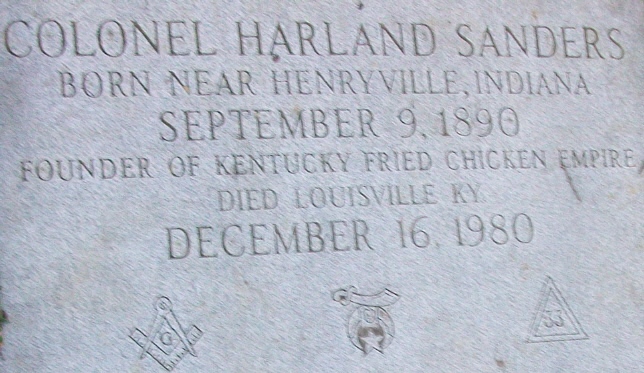 COLONEL HARLAND SANDERS
BORN NEAR HENRYVILLE, INDIANA
SEPTEMBER 9, 1890
FOUNDER OF KENTUCKY FRIED CHICKEN EMPIRE
DIED LOUISVILLE KY.
DECEMBER 16, 1980
G
33